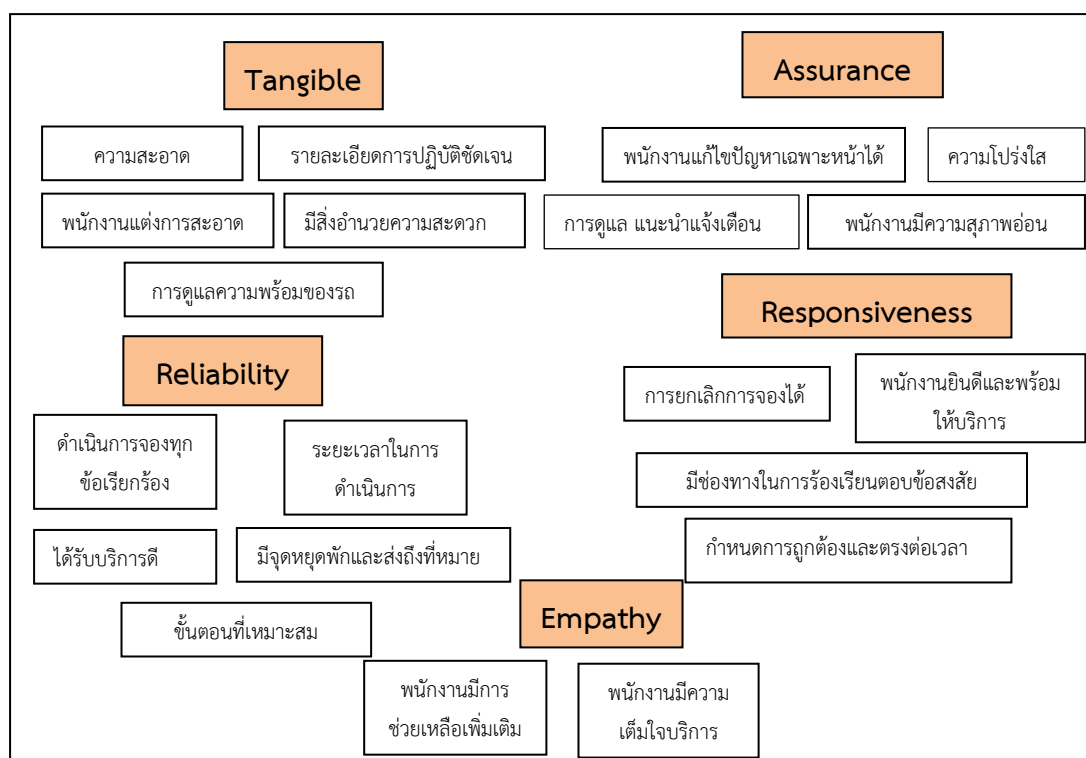 Tangible
ความสะอาด
รายละเอียดการปฏิบัติชัดเจน
พนักงานแต่งการสะอาด
มีสิ่งอำนวยความสะดวก
การดูแลความพร้อมของรถ
Assurance
พนักงานแก้ไขปัญหาเฉพาะหน้าได้
ความโปร่งใส
การดูแล แนะนำแจ้งเตือน
พนักงานมีความสุภาพอ่อน
Reliability
ดำเนินการจองทุก
ข้อเรียกร้อง
ระยะเวลาในการ
ดำเนินการ
ได้รับบริการดี
มีจุดหยุดพักและส่งถึงที่หมาย
ขั้นตอนที่เหมาะสม
Responsiveness
การยกเลิกการจองได้
พนักงานยินดีและพร้อม
ให้บริการ
มีช่องทางในการร้องเรียนตอบข้อสงสัย
กำหนดการถูกต้องและตรงต่อเวลา
Empathy
พนักงานมีการ
ช่วยเหลือเพิ่มเติม
พนักงานมีความ
เต็มใจบริการ